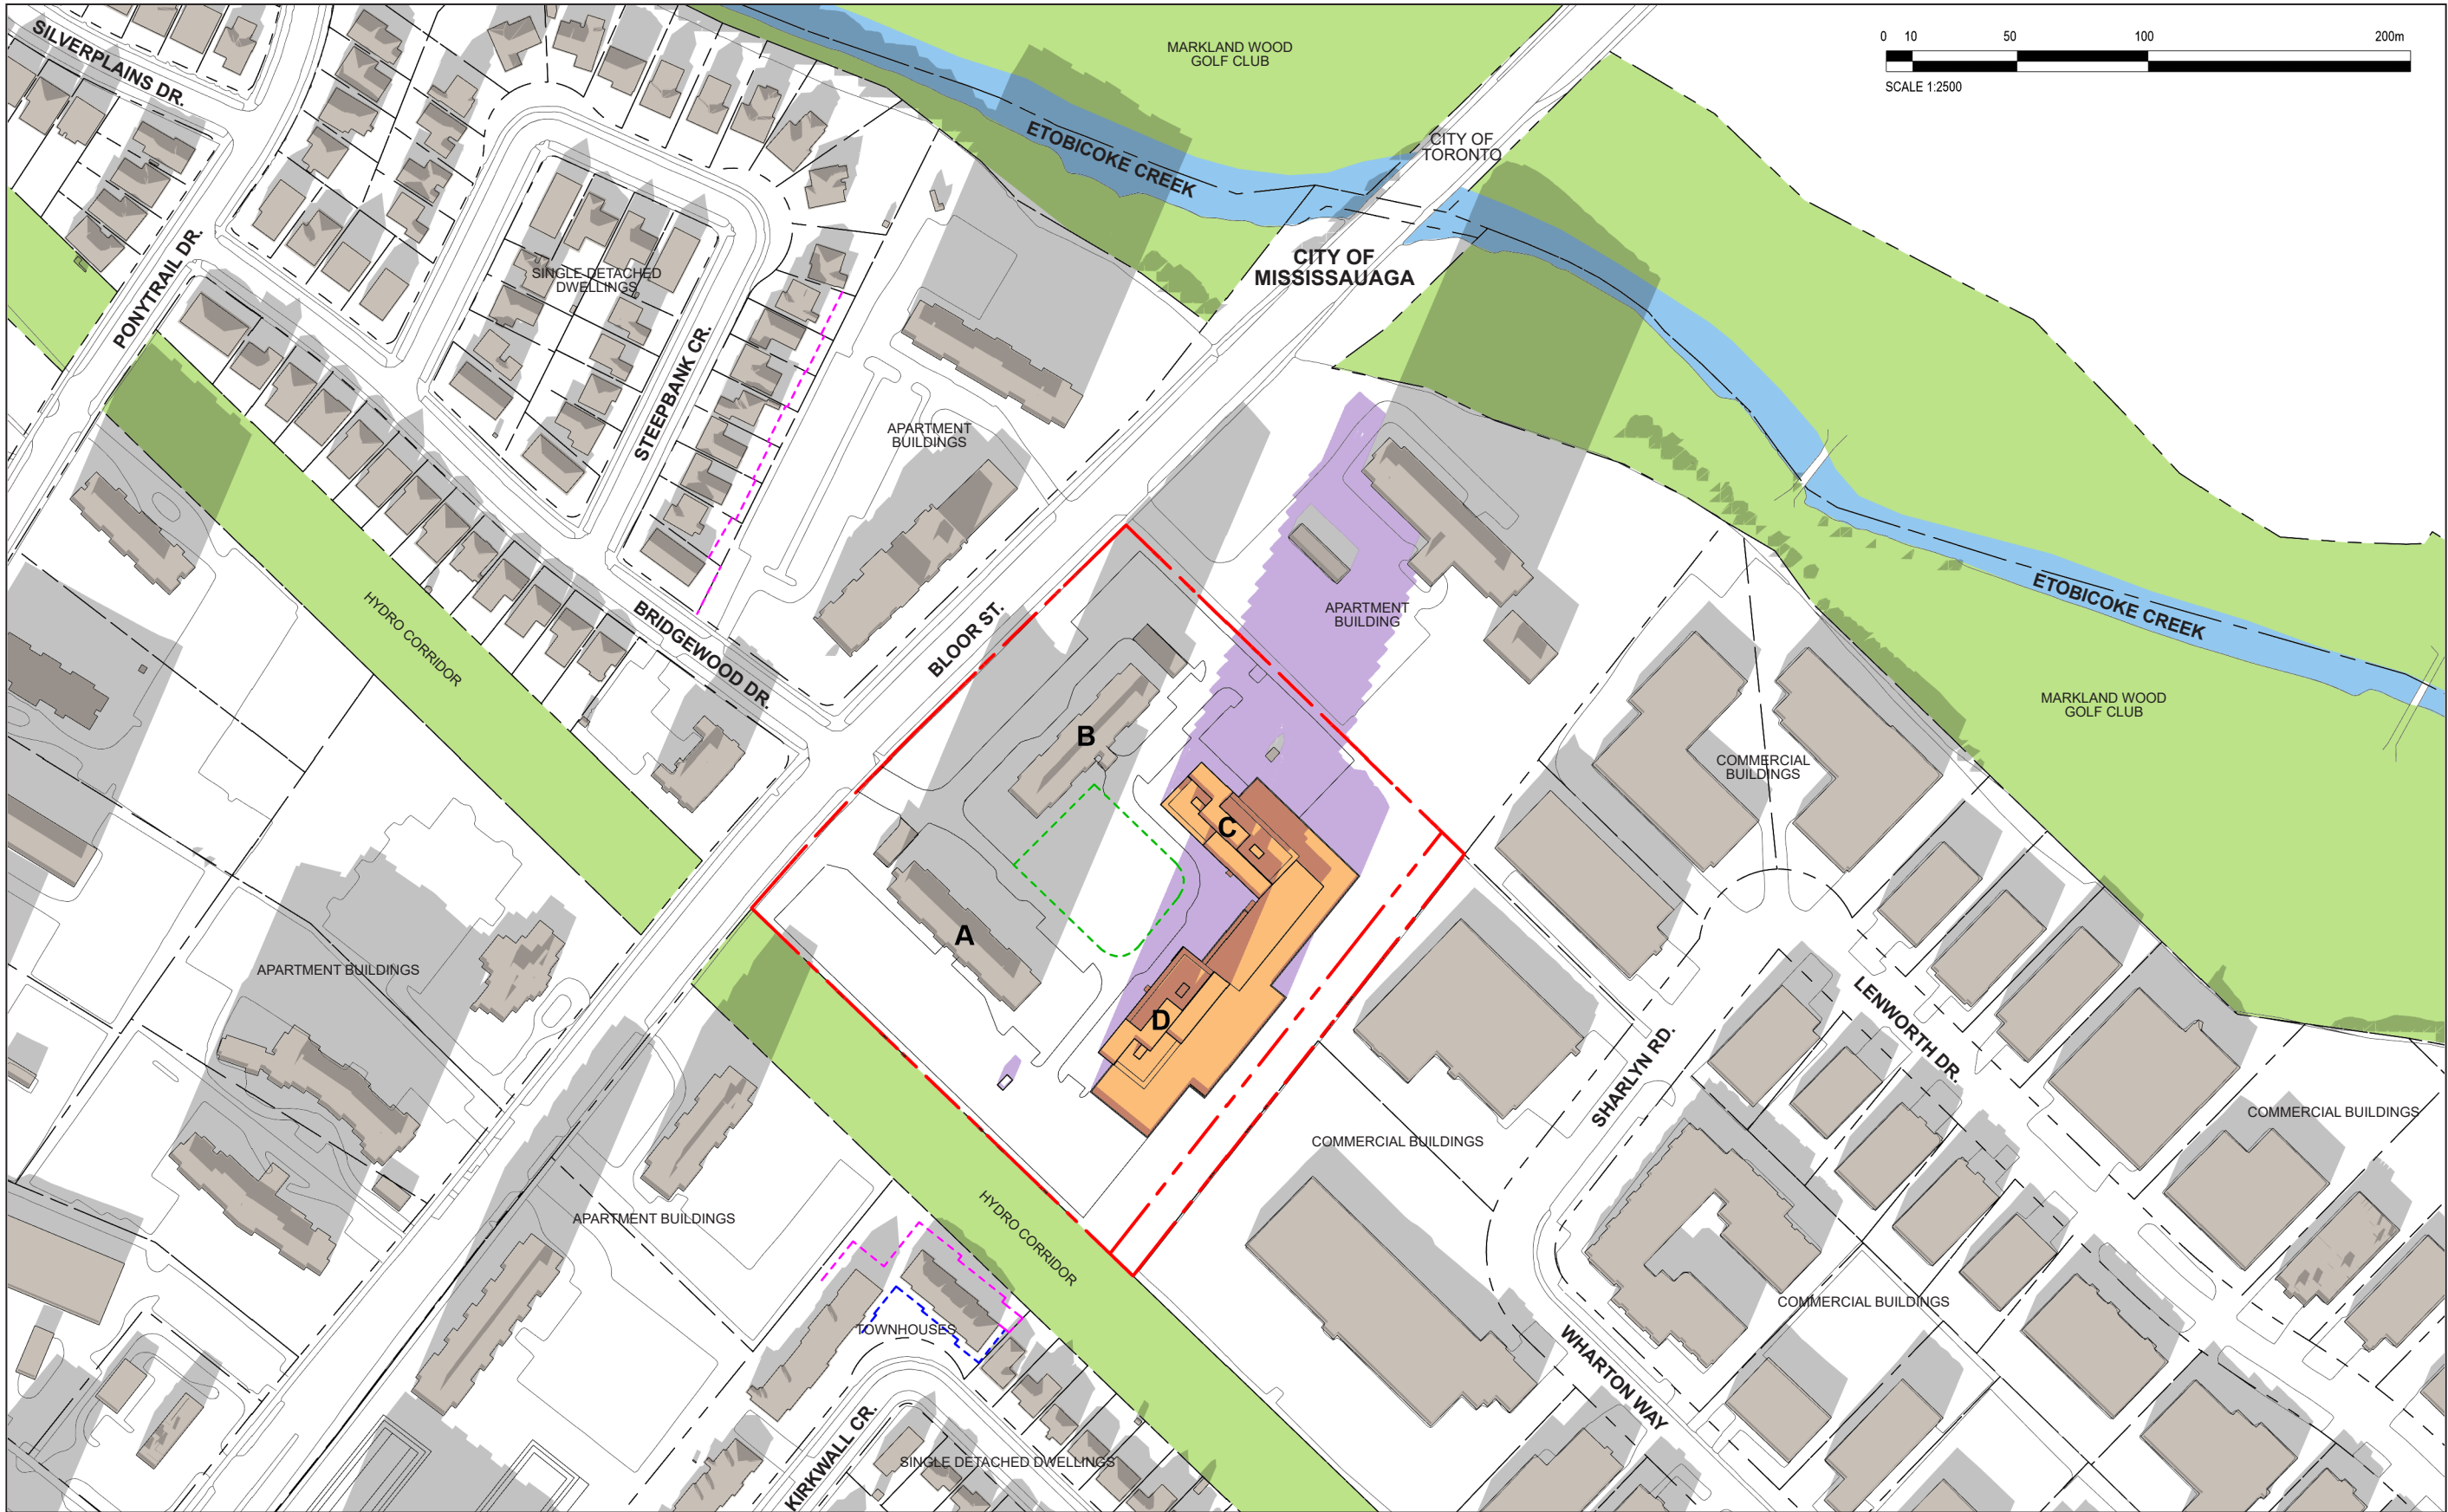 SILVERPLAINS DR.
MARKLAND WOOD
GOLF CLUB
0 10 50 100 200m
SCALE 1:2500
ETOBICOKE CREEK
CITY OF
TORONTO
CITY OF
MISSISSAUAGA
PONYTRAIL DR.
SINGLE DETACHED
DWELLINGS
STEEPBANK CR.
APARTMENT
BUILDINGS
HYDRO CORRIDOR
BRIDGEWOOD DR.
BLOOR ST.
APARTMENT
BUILDING
ETOBICOKE CREEK
MARKLAND WOOD
GOLF CLUB
COMMERCIAL
BUILDINGS
B
C
A
D
APARTMENT BUILDINGS
LENWORTH DR.
SHARLYN RD.
COMMERCIAL BUILDINGS
COMMERCIAL BUILDINGS
APARTMENT BUILDINGS
HYDRO CORRIDOR
COMMERCIAL BUILDINGS
TOWNHOUSES
WHARTON WAY
KIRKWALL CR.
SINGLE DETACHED DWELLINGS